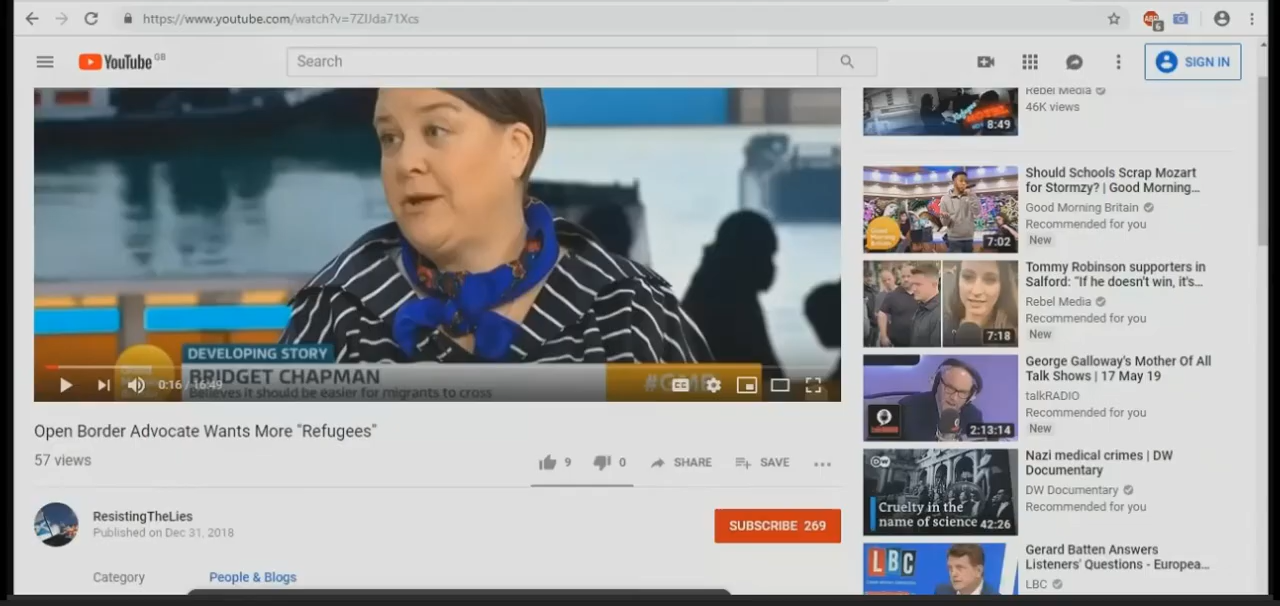 https://www.youtube.com/watch?v=7ZIJda71Xcs
YouTube GB
Search
SIGN IN
DEVELOPING STORY
BRIDGET CHAPMAN
Believes it should be easier for migrants to cross
0:16 / 16:49
CC
Open Border Advocate Wants More "Refugees"
57 views
9
0
SHARE
SAVE
ResistingTheLies
Published on Dec 31, 2018
SUBSCRIBE 269
Category
People & Blogs
Rebel Media
46K views
8:49
Should Schools Scrap Mozart
for Stormzy? | Good Morning...
Good Morning Britain
Recommended for you
New
Good
Morning
Britain
7:02
Tommy Robinson supporters in
Salford: "If he doesn't win, it's...
Rebel Media
Recommended for you
New
7:18
George Galloway's Mother Of All
Talk Shows | 17 May 19
talkRADIO
Recommended for you
New
2:13:14
Nazi medical crimes | DW
Documentary
DW Documentary
Recommended for you
DW
Cruelty in the
name of science
42:26
Gerard Batten Answers
Listeners' Questions - Europea...
LBC
LBC